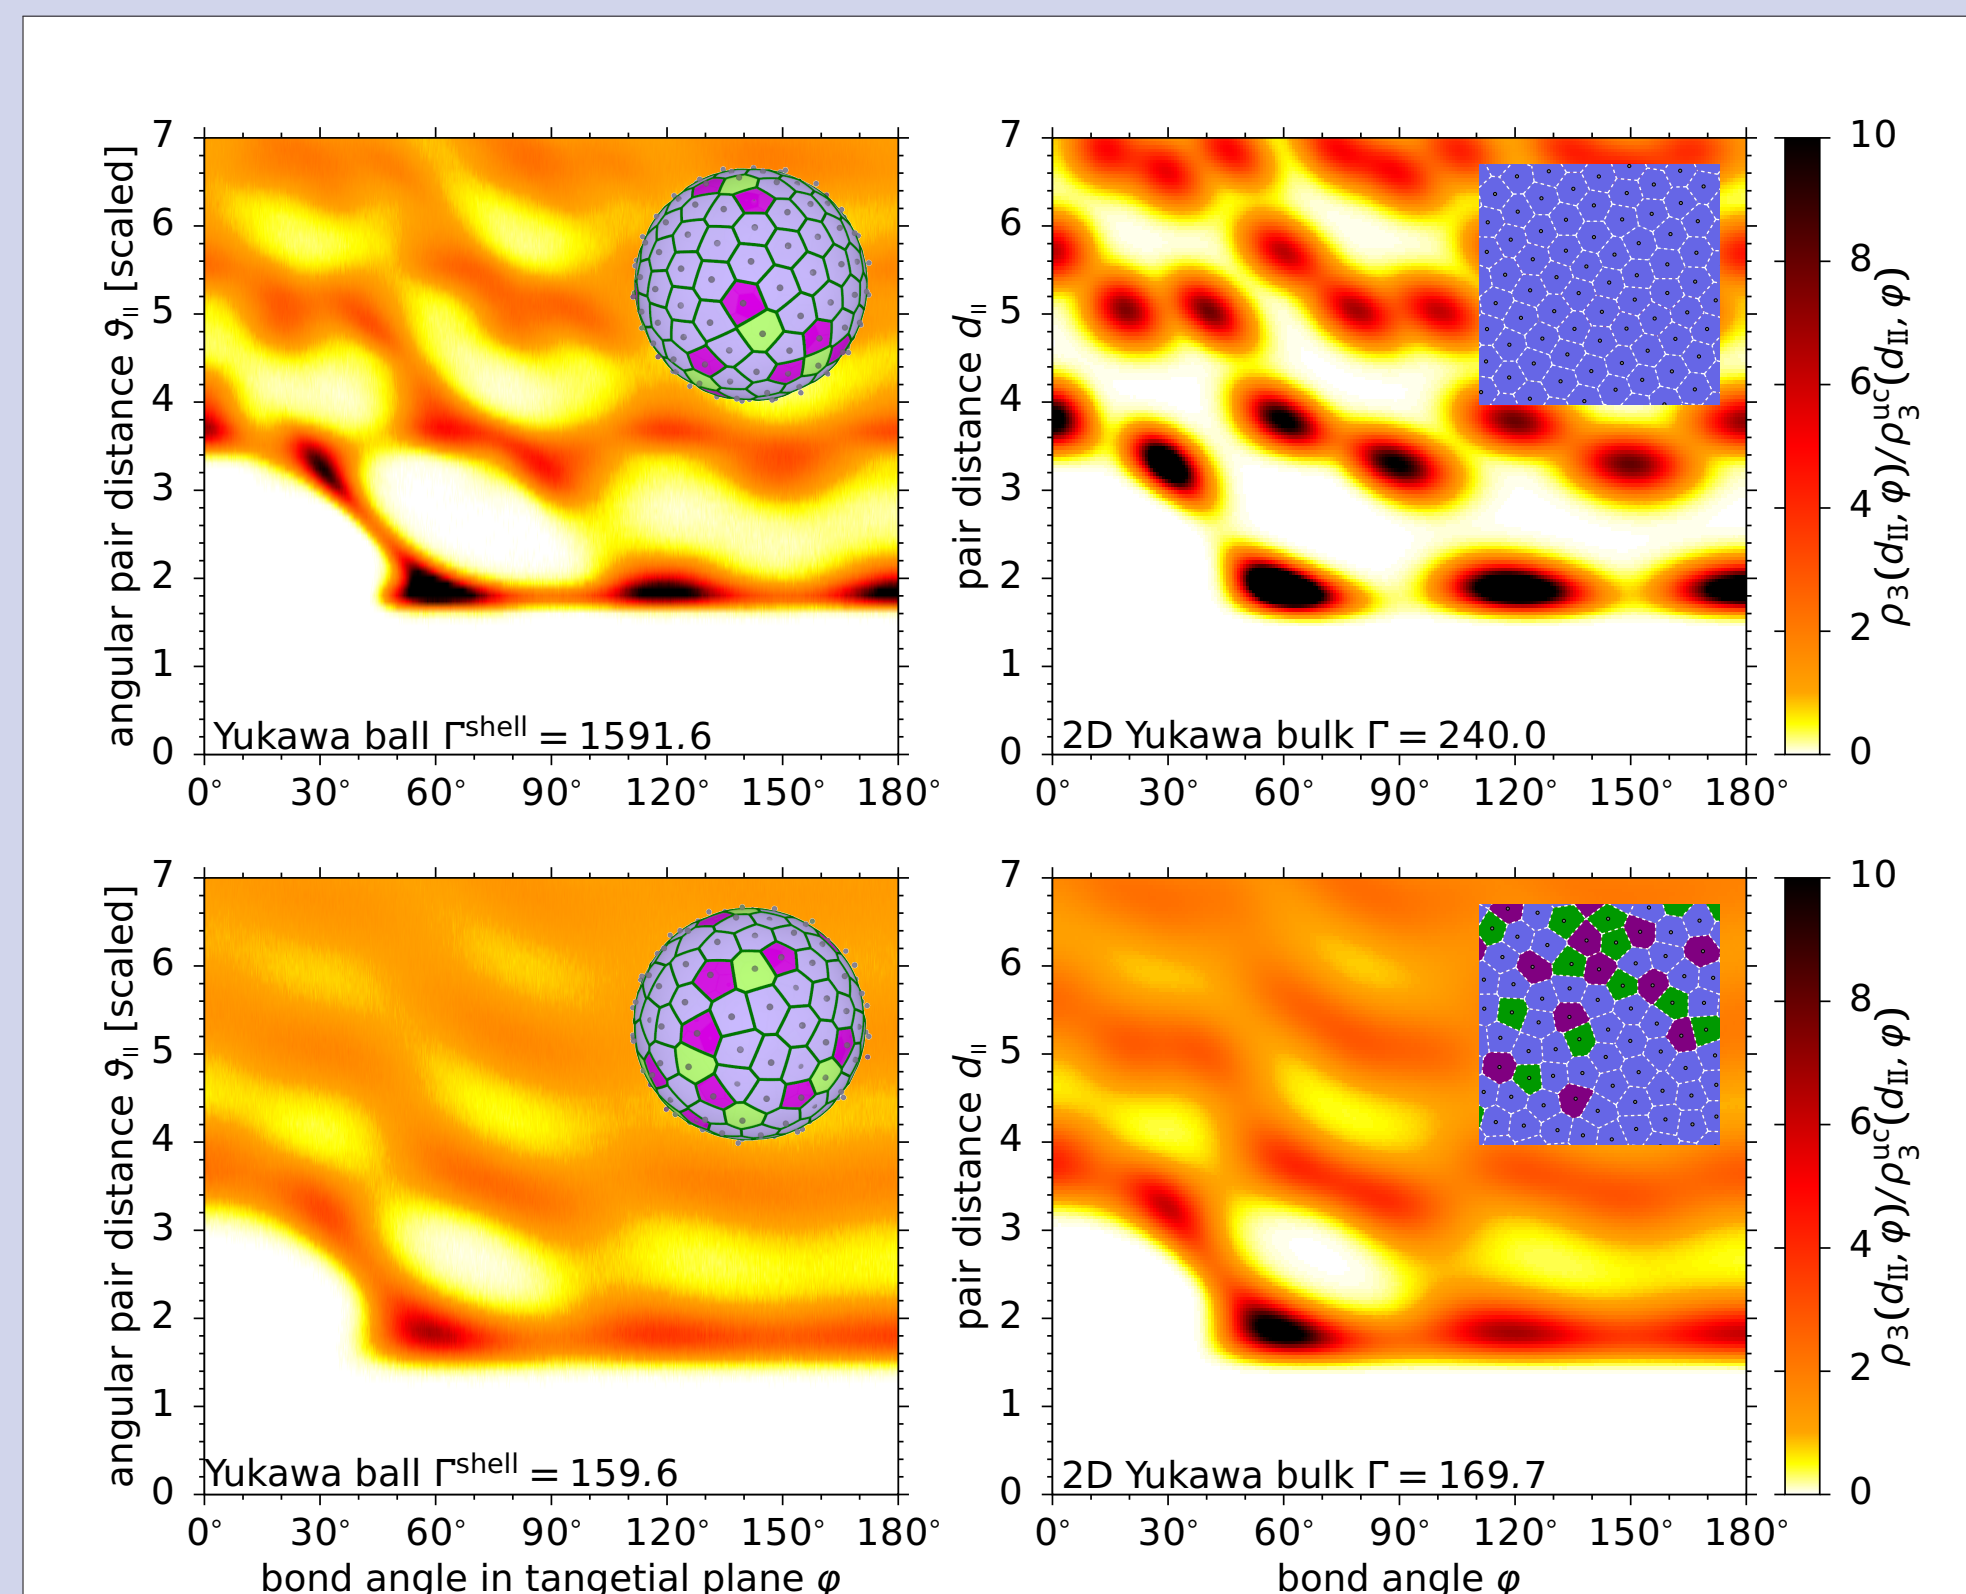 7
6
5
4
3
2
1
0
angular pair distance ϑ_II [scaled]
Yukawa ball Γ^shell = 1591.6
0° 30° 60° 90° 120° 150° 180°
7
6
5
4
3
2
1
0
pair distance d_II
2D Yukawa bulk Γ = 240.0
0° 30° 60° 90° 120° 150° 180°
10
8
6
4
2
0
ρ_3(d_II, φ)/ρ_3^uc(d_II, φ)
7
6
5
4
3
2
1
0
angular pair distance ϑ_II [scaled]
Yukawa ball Γ^shell = 159.6
0° 30° 60° 90° 120° 150° 180°
bond angle in tangetial plane φ
7
6
5
4
3
2
1
0
pair distance d_II
2D Yukawa bulk Γ = 169.7
0° 30° 60° 90° 120° 150° 180°
bond angle φ
10
8
6
4
2
0
ρ_3(d_II, φ)/ρ_3^uc(d_II, φ)